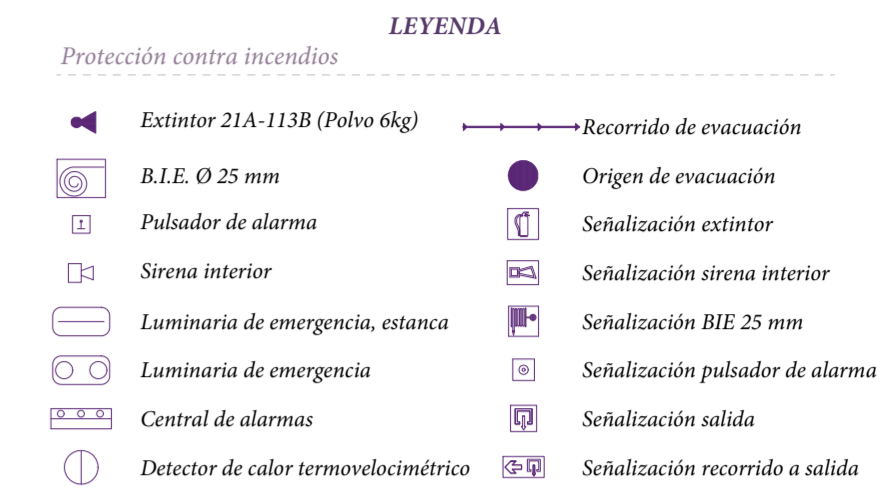 LEYENDA
Protección contra incendios
Extintor 21A-113B (Polvo 6kg)
B.I.E. Ø 25 mm
Pulsador de alarma
Sirena interior
Luminaria de emergencia, estanca
Luminaria de emergencia
Central de alarmas
Detector de calor termovelocimétrico
Recorrido de evacuación
Origen de evacuación
Señalización extintor
Señalización sirena interior
Señalización BIE 25 mm
Señalización pulsador de alarma
Señalización salida
Señalización recorrido a salida